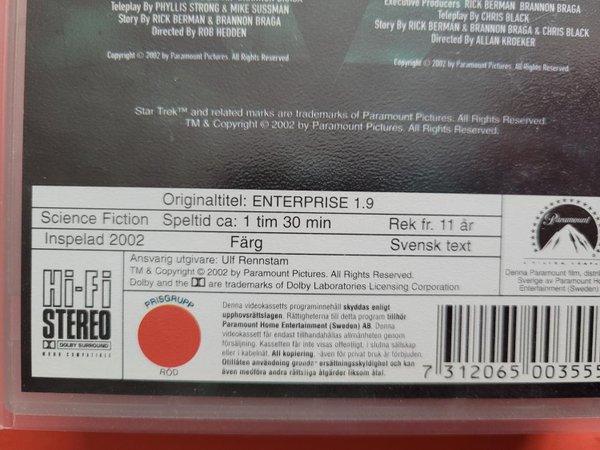 Teleplay by PHYLLIS STRONG & MIKE SUSSMAN
Story By RICK BERMAN & BRANNON BRAGA
Directed By ROB HEDDEN
Copyright © 2002 by Paramount Pictures. All Rights Reserved
Executive Producers RICK BERMAN BRANNON BRAGA
Teleplay By CHRIS BLACK
Story By RICK BERMAN & BRANNON BRAGA & CHRIS BLACK
Directed By ALLAN KROEKER
Copyright © 2002 by Paramount Pictures. All Rights Reserved.
Star Trek™ and related marks are trademarks of Paramount Pictures. All Rights Reserved.
TM & Copyright © 2002 by Paramount Pictures. All Rights Reserved.
Originaltitel: ENTERPRISE 1.9
Science Fiction Speltid ca: 1 tim 30 min Rek fr. 11 år
Inspelad 2002 Färg Svensk text
Ansvarig utgivare: Ulf Rennstam
TM & Copyright © 2002 by Paramount Pictures. All Rights Reserved.
Dolby and the are trademarks of Dolby Laboratories Licensing Corporation
Hi-Fi
STEREO
DOLBY SURROUND
MONO COMPATIBLE
PRISGRUPP
RÖD
Denna videokassetts programinnehåll skyddas enligt
upphovsrättslagen. Rättigheterna till detta program tillhör
Paramount Home Entertainment (Sweden) AB. Denna
videokassett får endast tillhandahållas allmänheten genom
försäljning. Kassetten får ej visas offentligt, i slutna sällskap
eller i kabelnät. All kopiering, även för privat bruk är förbjuden.
Otillåten användning grundar ersättningsskyldighet och kan
även medföra andra rättsliga åtgärder liksom åtal.
Paramount
Denna Paramount film, distri
Sverige av Paramount
Entertainment (Sweden)
7 312065 003555